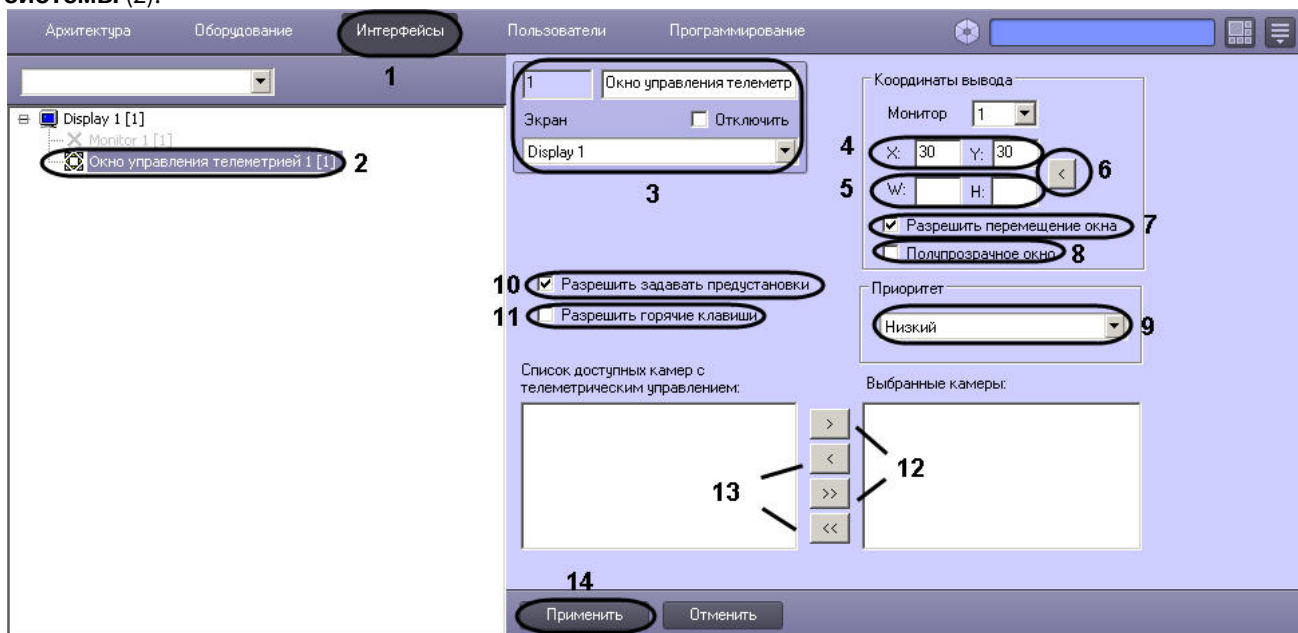 системы (2).
Архитектура Оборудование Интерфейсы Пользователи Программирование
1
Display 1 [1]
Monitor 1 [1]
Окно управления телеметрией 1 [1] 2
1 Окно управления телеметр
Экран Отключить
Display 1
3
Координаты вывода
Монитор 1
4 X: 30 Y: 30
5 W: H: < 6
Разрешить перемещение окна 7
Полупрозрачное окно 8
10 Разрешить задавать предустановки
11 Разрешить горячие клавиши
Приоритет
Низкий 9
Список доступных камер с
телеметрическим управлением:
Выбранные камеры:
>
<
>>
<<
12
13
14
Применить Отменить